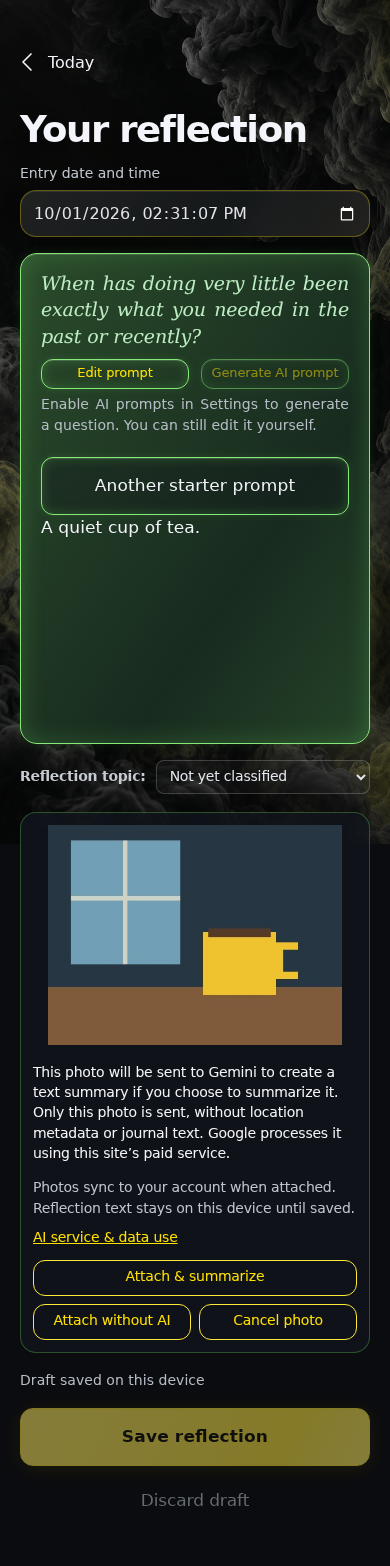 Today
Your reflection
Entry date and time
10/01/2026, 02:31:07 PM
When has doing very little been
exactly what you needed in the
past or recently?
Edit prompt
Generate AI prompt
Enable AI prompts in Settings to generate
a question. You can still edit it yourself.
Another starter prompt
A quiet cup of tea.
Reflection topic:
Not yet classified
This photo will be sent to Gemini to create a
text summary if you choose to summarize it.
Only this photo is sent, without location
metadata or journal text. Google processes it
using this site’s paid service.
Photos sync to your account when attached.
Reflection text stays on this device until saved.
AI service & data use
Attach & summarize
Attach without AI
Cancel photo
Draft saved on this device
Save reflection
Discard draft